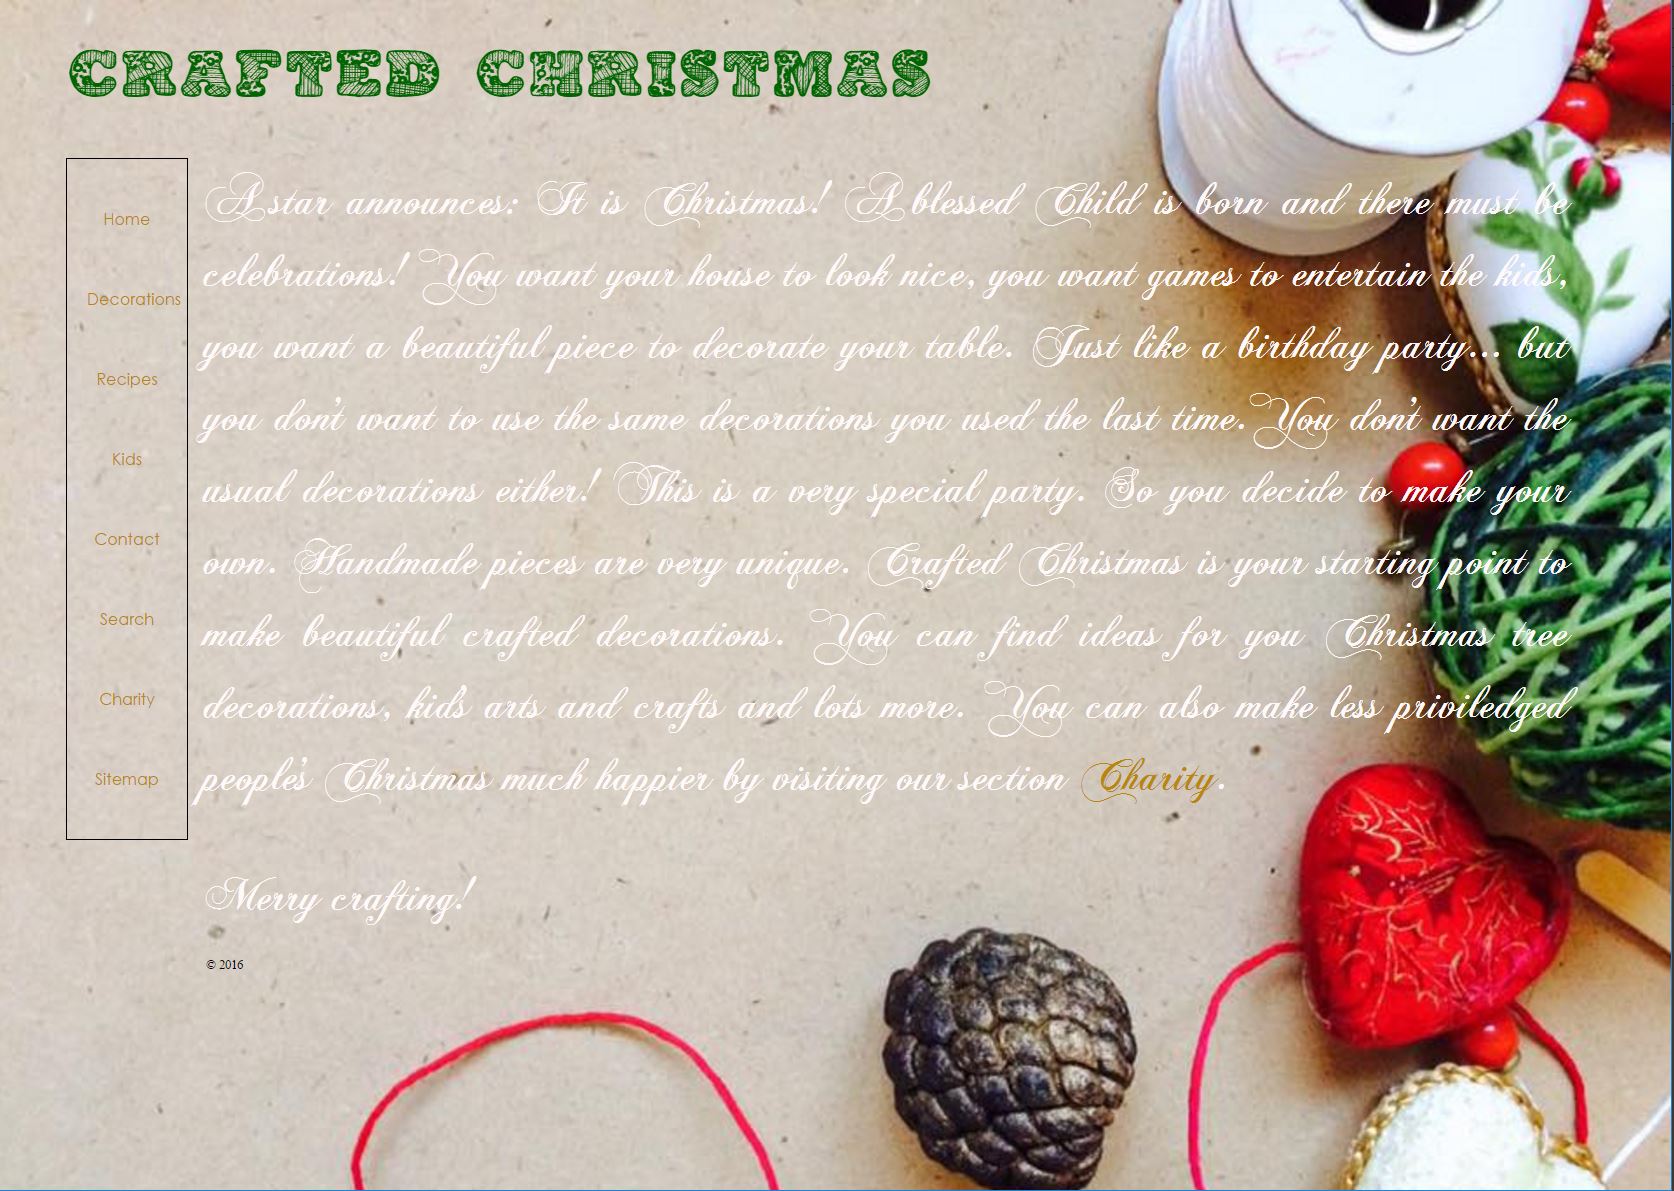 CRAFTED CHRISTMAS
Home
Decorations
Recipes
Kids
Contact
Search
Charity
Sitemap
A star announces: It is Christmas! A blessed Child is born and there must be
celebrations! You want your house to look nice, you want games to entertain the kids,
you want a beautiful piece to decorate your table. Just like a birthday party... but
you don't want to use the same decorations you used the last time. You don't want the
usual decorations either! This is a very special party. So you decide to make your
own. Handmade pieces are very unique. Crafted Christmas is your starting point to
make beautiful crafted decorations. You can find ideas for you Christmas tree
decorations, kid's arts and crafts and lots more. You can also make less priviledged
people's Christmas much happier by visiting our section Charity.
Merry crafting!
© 2016